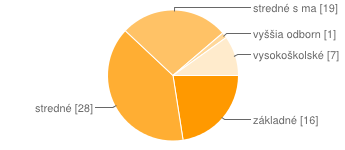 stredné s ma [19]
vyššia odborn [1]
vysokoškolské [7]
stredné [28]
základné [16]